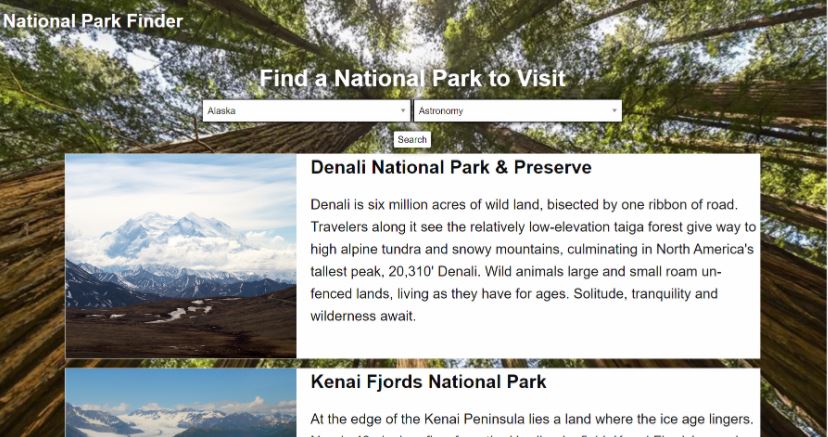 National Park Finder
Find a National Park to Visit
Alaska
Astronomy
Search
Denali National Park & Preserve
Denali is six million acres of wild land, bisected by one ribbon of road.
Travelers along it see the relatively low-elevation taiga forest give way to
high alpine tundra and snowy mountains, culminating in North America's
tallest peak, 20,310' Denali. Wild animals large and small roam un-
fenced lands, living as they have for ages. Solitude, tranquility and
wilderness await.
Kenai Fjords National Park
At the edge of the Kenai Peninsula lies a land where the ice age lingers.